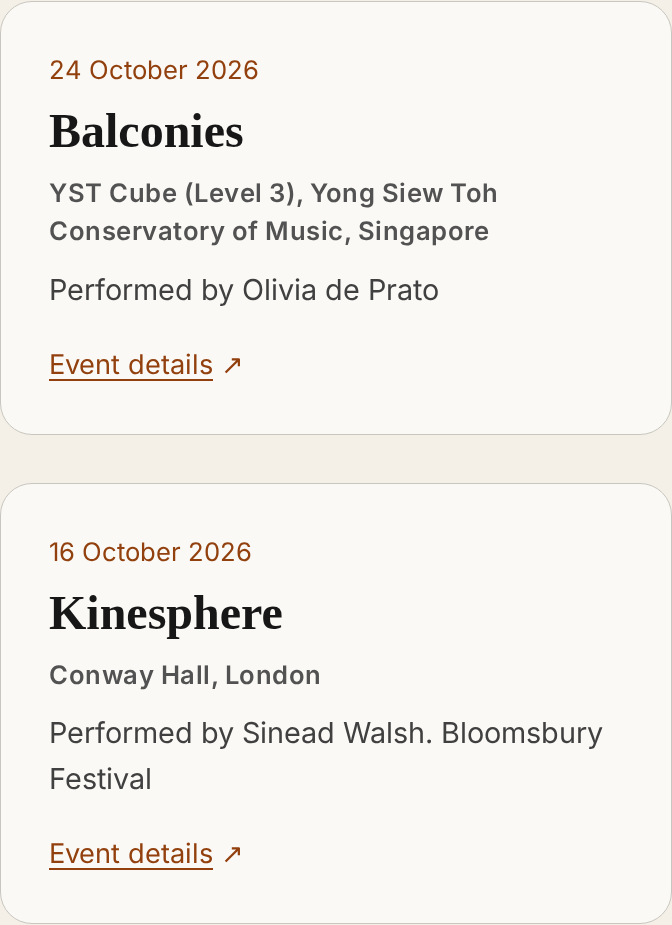 24 October 2026
Balconies
YST Cube (Level 3), Yong Siew Toh
Conservatory of Music, Singapore
Performed by Olivia de Prato
Event details ↗
16 October 2026
Kinesphere
Conway Hall, London
Performed by Sinead Walsh. Bloomsbury
Festival
Event details ↗